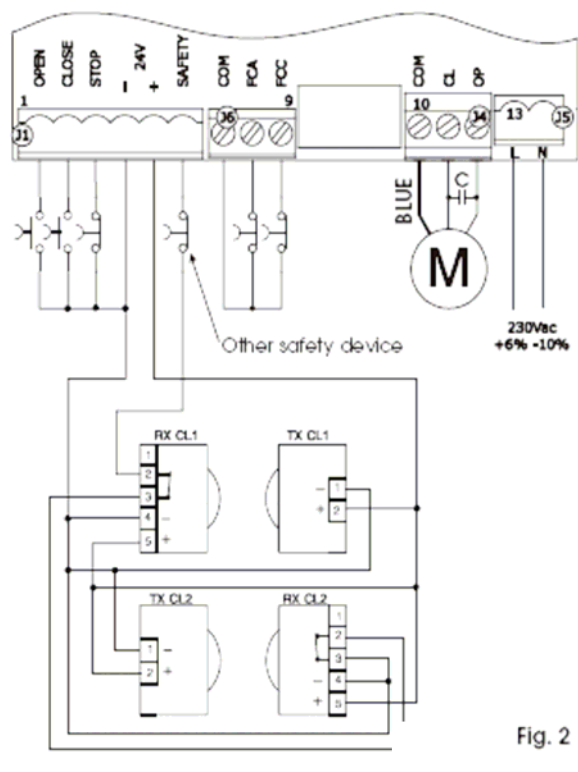 OPEN
CLOSE
STOP
–
24V
+
SAFETY
COM
FCA
FCC
COM
CL
OP
1
J1
J6
9
10
J4
13
J5
L N
BLUE
C
M
230Vac
+6% -10%
Other safety device
RX CL1
1
2
3
4 –
5 +
TX CL1
– 1
+ 2
TX CL2
1 –
2 +
RX CL2
1
2
3
– 4
+ 5
Fig. 2